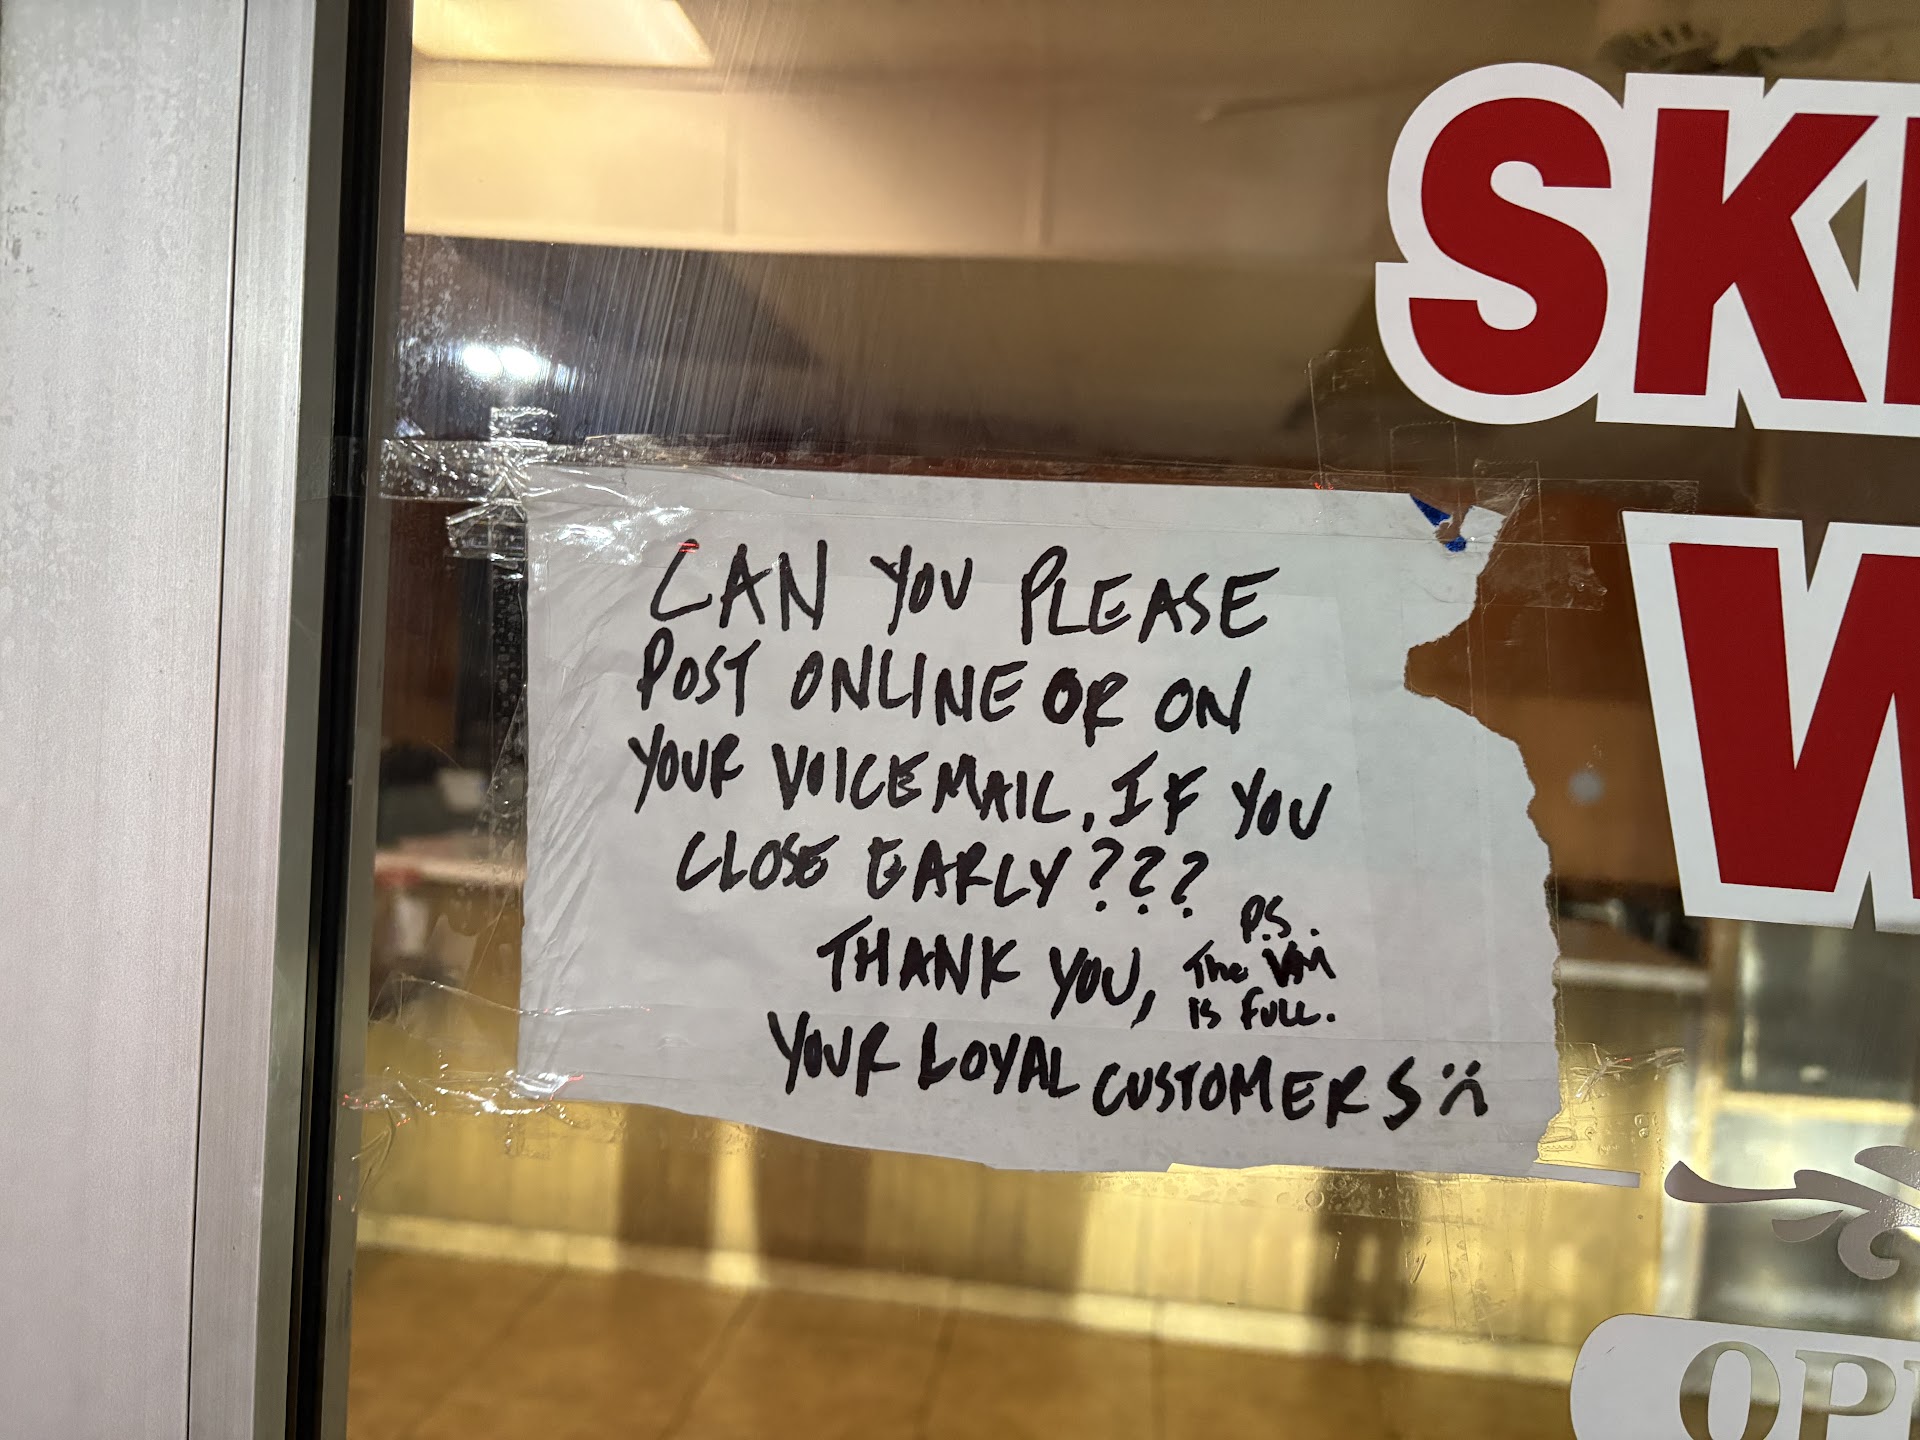 SK
W
CAN YOU PLEASE
POST ONLINE OR ON
YOUR VOICEMAIL, IF YOU
CLOSE EARLY???
THANK YOU,
YOUR LOYAL CUSTOMERS :(
P.S.
The VM
is FULL.
OP